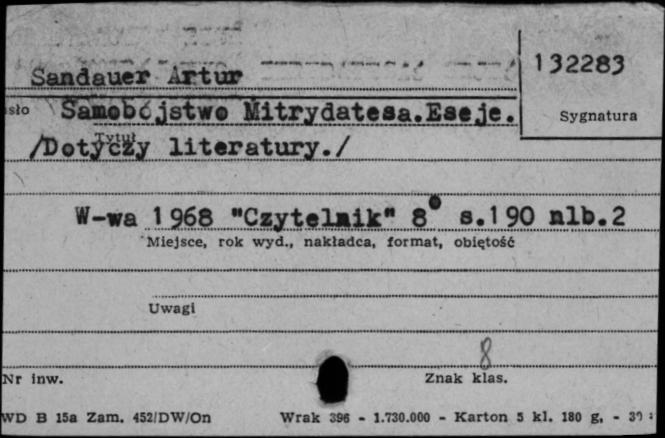 132283
Sandauer Artur
sło Samobójstwo Mitrydatesa.Eseje.
Sygnatura
Tytuł
/Dotyczy literatury./
W-wa 1968 "Czytelnik" 8° s.190 nlb.2
Miejsce, rok wyd., nakładca, format, objętość
Uwagi
8
Nr inw.
Znak klas.
WD B 15a Zam. 452/DW/On Wrak 396 - 1.730.000 - Karton 5 kl. 180 g. - 30